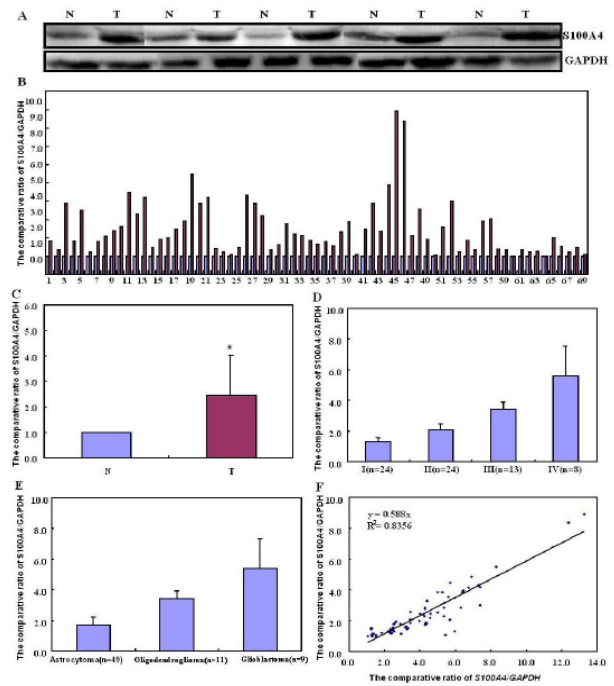 A
N T N T N T N T N T
S100A4
GAPDH
B
The comparative ratio of S100A4/GAPDH
10.0
9.0
8.0
7.0
6.0
5.0
4.0
3.0
2.0
1.0
0.0
1 3 5 7 9 11 13 15 17 19 21 23 25 27 29 31 33 35 37 39 41 43 45 47 49 51 53 55 57 59 61 63 65 67 69
C
The comparative ratio of S100A4/GAPDH
6.0
5.0
4.0
3.0
2.0
1.0
0.0
*
N T
D
The comparative ratio of S100A4/GAPDH
8.0
6.0
4.0
2.0
0.0
I(n=24) II(n=24) III(n=13) IV(n=8)
E
The comparative ratio of S100A4/GAPDH
10.0
8.0
6.0
4.0
2.0
0.0
Astrocytoma(n=49) Oligodendroglioma(n=11) Glioblastoma(n=9)
F
The comparative ratio of S100A4/GAPDH
10.0
8.0
6.0
4.0
2.0
0.0
y = 0.588x
R²= 0.8356
0.0 2.0 4.0 6.0 8.0 10.0 12.0 14.0
The comparative ratio of S100A4/GAPDH